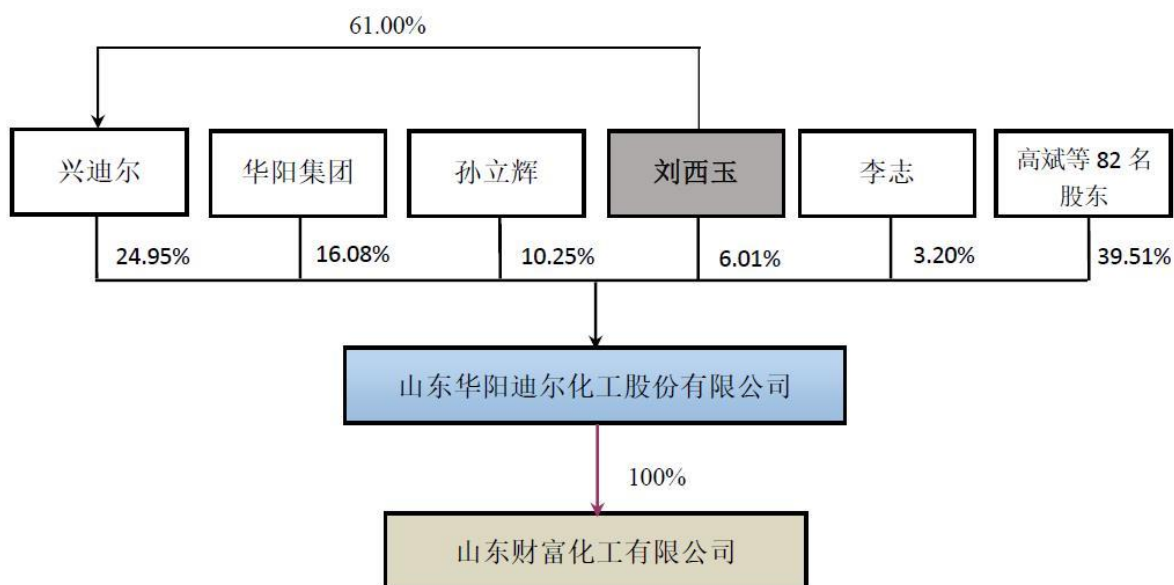 61.00%
兴迪尔
华阳集团
孙立辉
刘西玉
李志
高斌等 82 名
股东
24.95%
16.08%
10.25%
6.01%
3.20%
39.51%
山东华阳迪尔化工股份有限公司
100%
山东财富化工有限公司